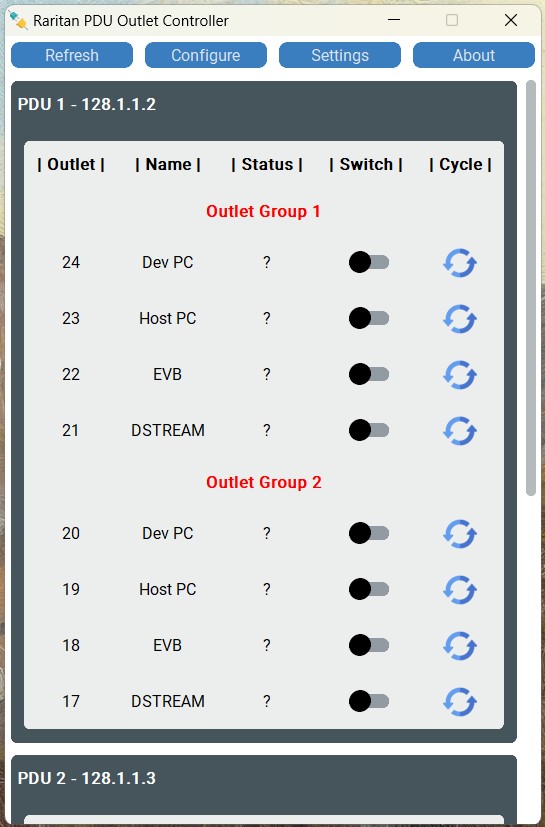 Raritan PDU Outlet Controller
Refresh Configure Settings About
PDU 1 - 128.1.1.2
| Outlet | | Name | | Status | | Switch | | Cycle |
Outlet Group 1
24 Dev PC ?
23 Host PC ?
22 EVB ?
21 DSTREAM ?
Outlet Group 2
20 Dev PC ?
19 Host PC ?
18 EVB ?
17 DSTREAM ?
PDU 2 - 128.1.1.3